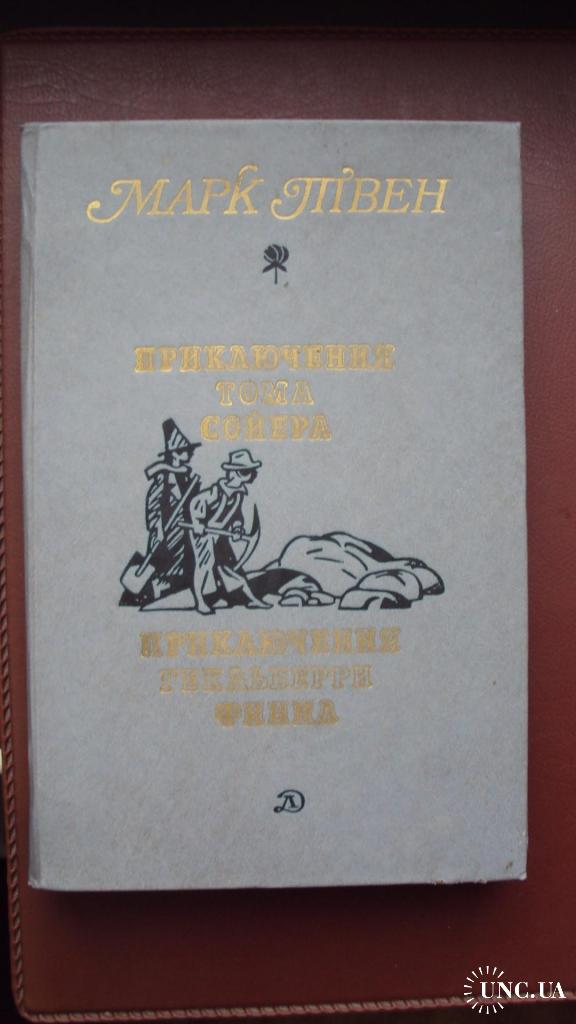 МАРК ТВЕН
ПРИКЛЮЧЕНИЯ
ТОМА
СОЙЕРА
ПРИКЛЮЧЕНИЯ
ГЕКЛЬБЕРРИ
ФИННА
Д
UNC.UA